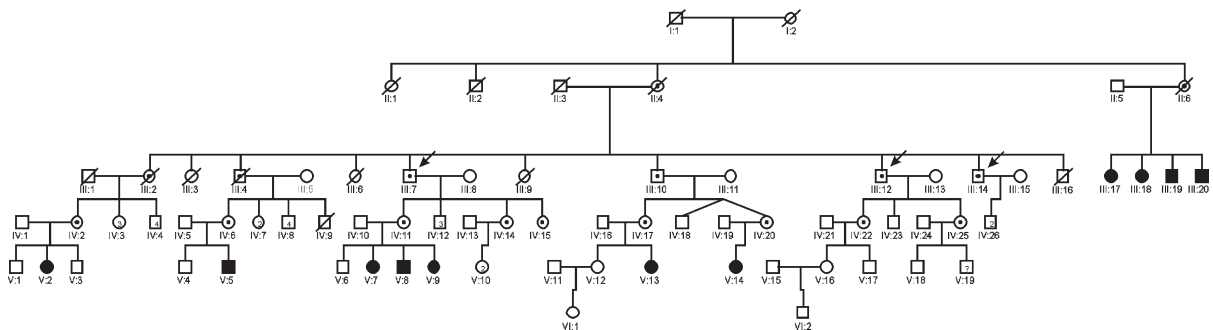 I:1 I:2
II:1 II:2 II:3 II:4 II:5 II:6
III:1 III:2 III:3 III:4 III:5 III:6 III:7 III:8 III:9 III:10 III:11 III:12 III:13 III:14 III:15 III:16 III:17 III:18 III:19 III:20
3 4 4 3 2
IV:1 IV:2 IV:3 IV:4 IV:5 IV:6 IV:7 IV:8 IV:9 IV:10 IV:11 IV:12 IV:13 IV:14 IV:15 IV:16 IV:17 IV:18 IV:19 IV:20 IV:21 IV:22 IV:23 IV:24 IV:25 IV:26
2
V:1 V:2 V:3 V:4 V:5 V:6 V:7 V:8 V:9 V:10 V:11 V:12 V:13 V:14 V:15 V:16 V:17 V:18 V:19
VI:1 VI:2